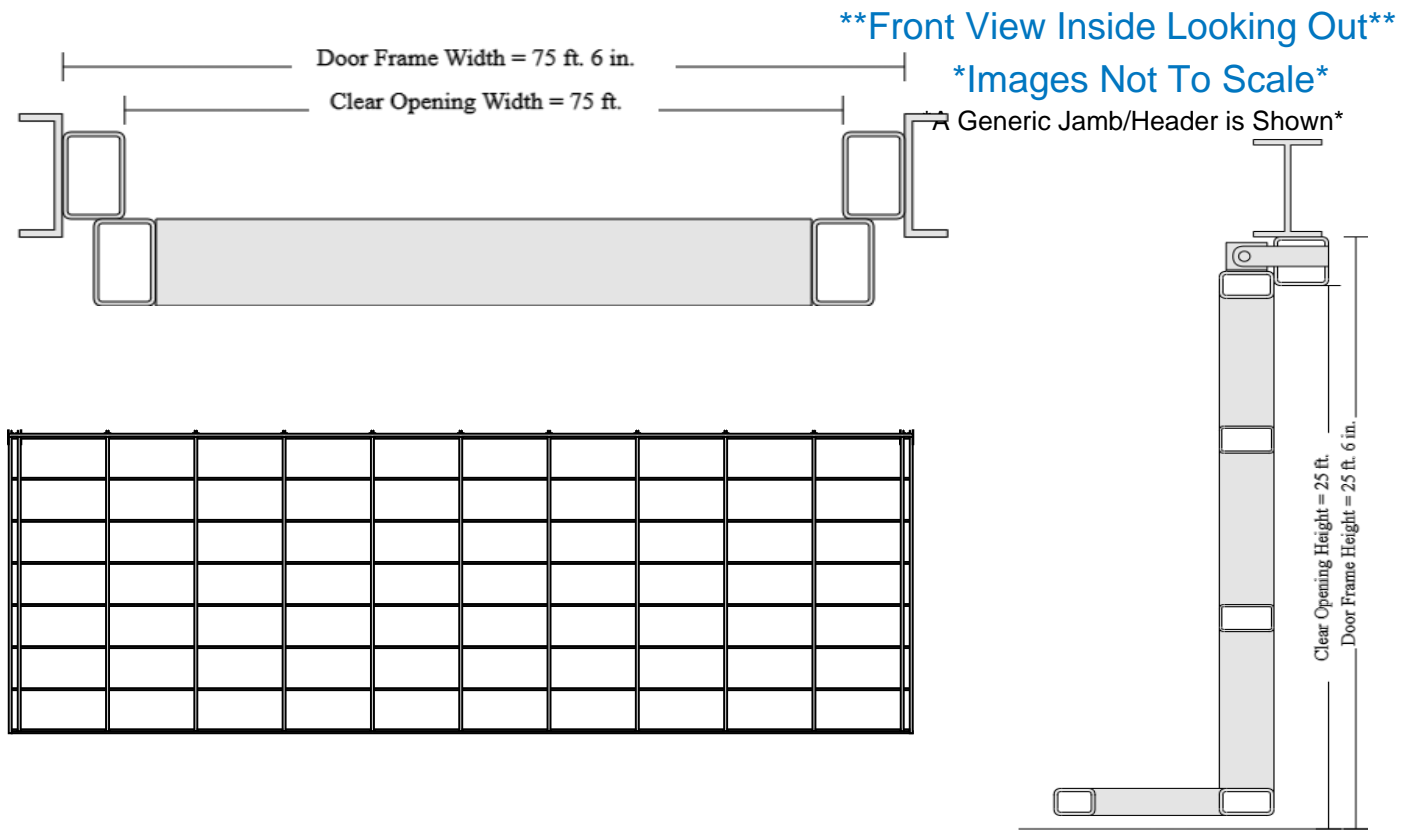 **Front View Inside Looking Out**
Door Frame Width = 75 ft. 6 in.
*Images Not To Scale*
Clear Opening Width = 75 ft.
*A Generic Jamb/Header is Shown*
Clear Opening Height = 25 ft.
Door Frame Height = 25 ft. 6 in.